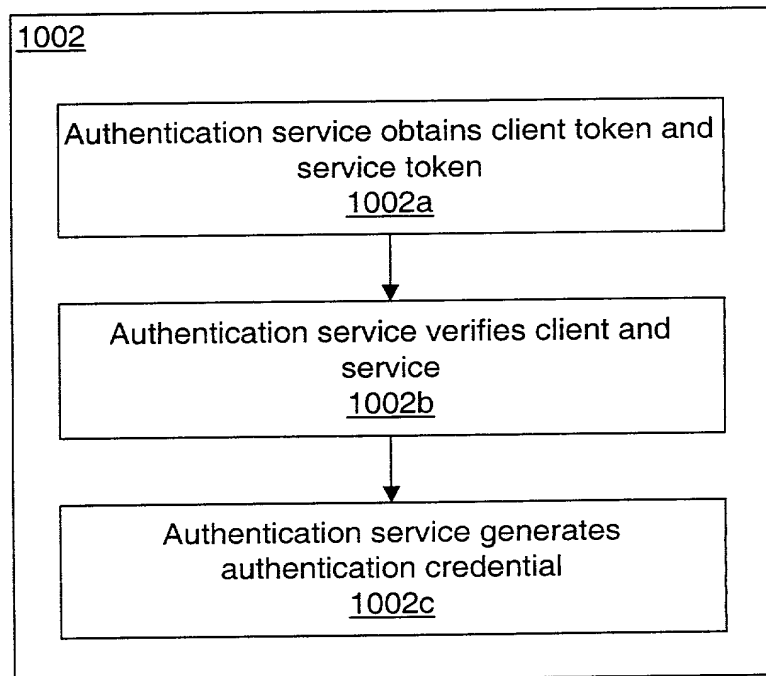 1002
Authentication service obtains client token and
service token
1002a
Authentication service verifies client and
service
1002b
Authentication service generates
authentication credential
1002c